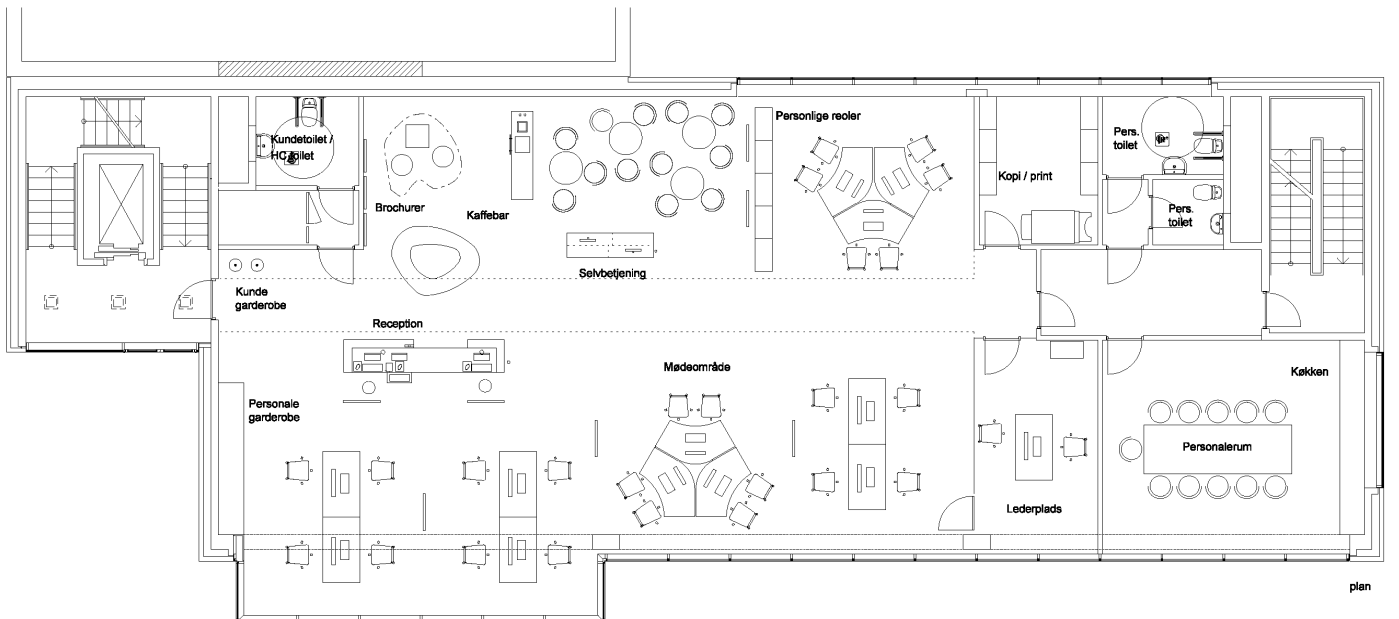 Kundetoilet /
HC toilet
Personlige reoler
Pers.
toilet
Kopi / print
Brochurer
Kaffebar
Pers.
toilet
Selvbetjening
Kunde
garderobe
Reception
Mødeområde
Køkken
Personale
garderobe
Personalerum
Lederplads
plan